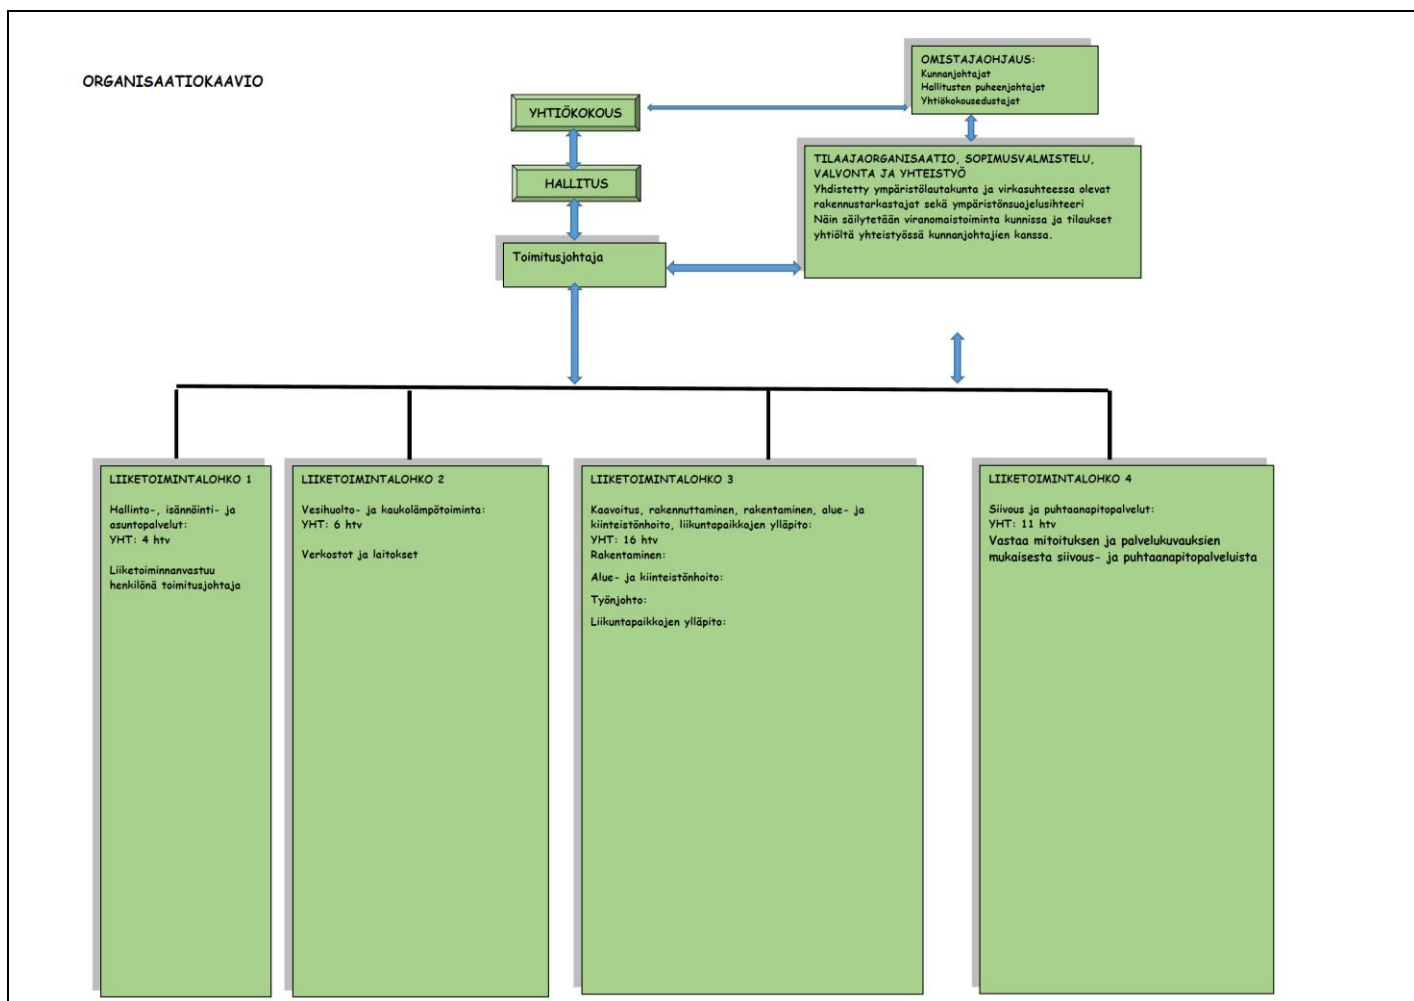 ORGANISAATIOKAAVIO
OMISTAJAOHJAUS:
Kunnanjohtajat
Hallitusten puheenjohtajat
Yhtiökokousedustajat
YHTIÖKOKOUS
TILAAJAORGANISAATIO, SOPIMUSVALMISTELU,
VALVONTA JA YHTEISTYÖ
Yhdistetty ympäristölautakunta ja virkasuhteessa olevat
rakennustarkastajat sekä ympäristönsuojelusihteeri
Näin säilytetään viranomaistoiminta kunnissa ja tilaukset
yhtiöltä yhteistyössä kunnanjohtajien kanssa.
HALLITUS
Toimitusjohtaja
LIIKETOIMINTALOHKO 1
Hallinto-, isännöinti- ja
asuntopalvelut:
YHT: 4 htv
Liiketoiminnanvastuu
henkilönä toimitusjohtaja
LIIKETOIMINTALOHKO 2
Vesihuolto- ja kaukolämpötoiminta:
YHT: 6 htv
Verkostot ja laitokset
LIIKETOIMINTALOHKO 3
Kaavoitus, rakennuttaminen, rakentaminen, alue- ja
kiinteistönhoito, liikuntapaikkojen ylläpito:
YHT: 16 htv
Rakentaminen:
Alue- ja kiinteistönhoito:
Työnjohto:
Liikuntapaikkojen ylläpito:
LIIKETOIMINTALOHKO 4
Siivous ja puhtaanapitopalvelut:
YHT: 11 htv
Vastaa mitoituksen ja palvelukuvauksien
mukaisesta siivous- ja puhtaanapitopalveluista